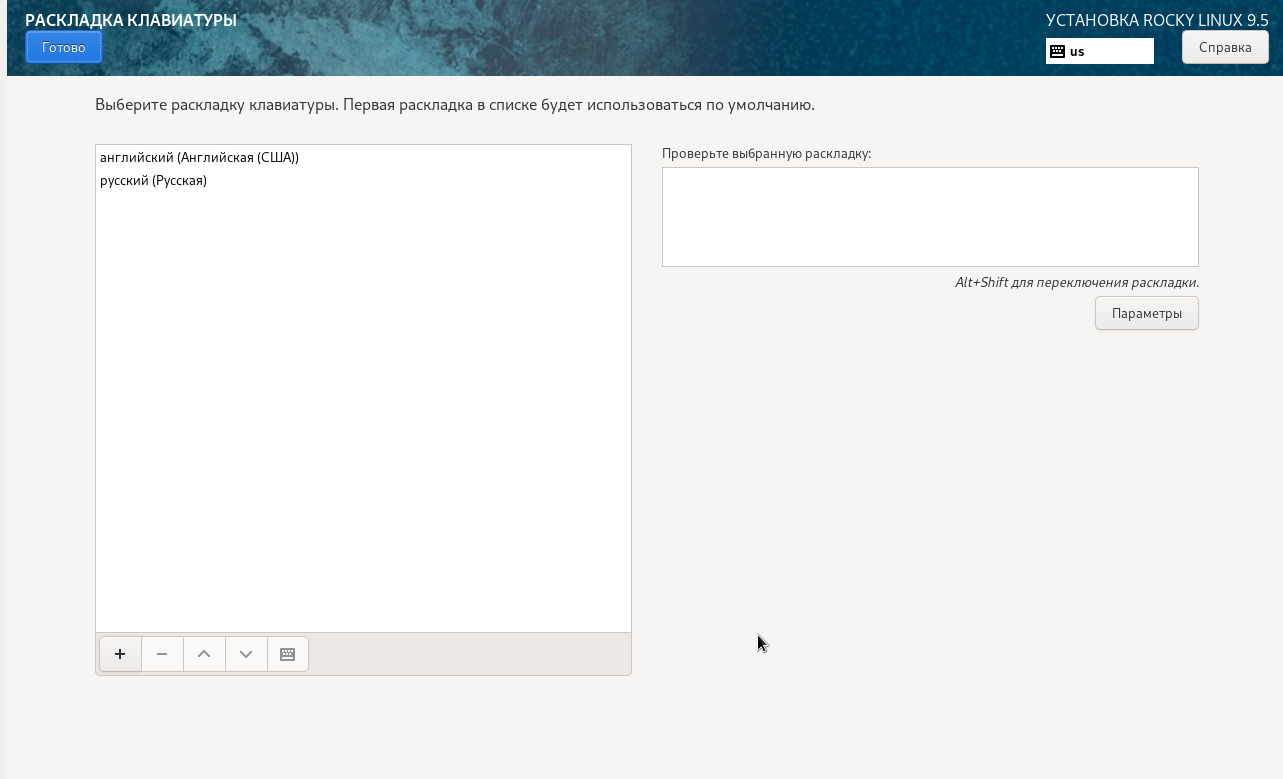 РАСКЛАДКА КЛАВИАТУРЫ
УСТАНОВКА ROCKY LINUX 9.5
Готово
us
Справка
Выберите раскладку клавиатуры. Первая раскладка в списке будет использоваться по умолчанию.
английский (Английская (США))
русский (Русская)
Проверьте выбранную раскладку:
Alt+Shift для переключения раскладки.
Параметры